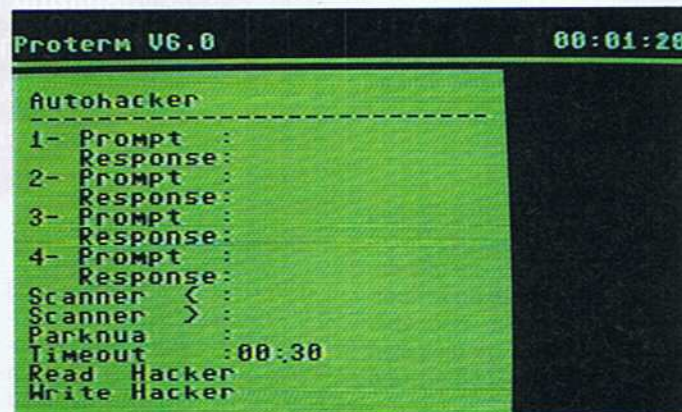 Proterm V6.0 00:01:20
Autohacker
--------------------------------
1- Prompt :
Response:
2- Prompt :
Response:
3- Prompt :
Response:
4- Prompt :
Response:
Scanner < :
Scanner > :
Parknua :
Timeout :00:30
Read Hacker
Write Hacker